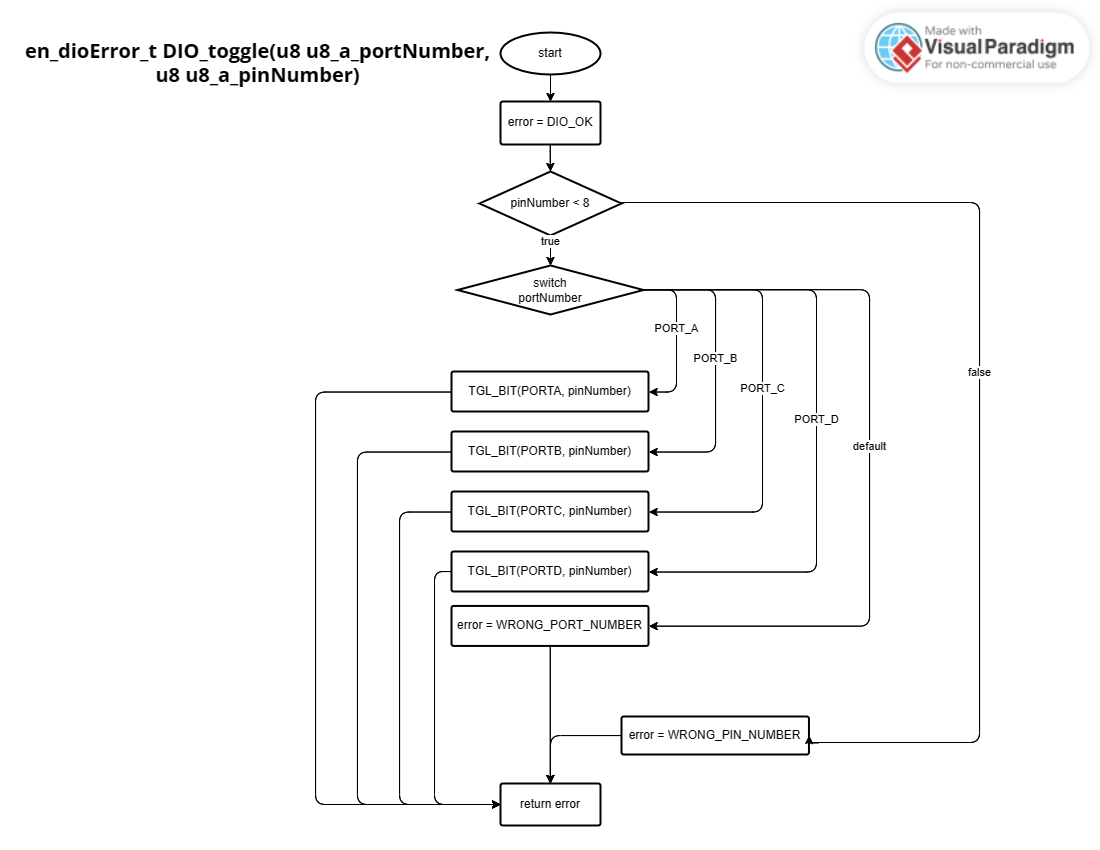 en_dioError_t DIO_toggle(u8 u8_a_portNumber,
u8 u8_a_pinNumber)
start
Made with
Visual Paradigm
For non-commercial use
error = DIO_OK
pinNumber < 8
true
switch
portNumber
PORT_A
PORT_B
false
PORT_C
TGL_BIT(PORTA, pinNumber)
PORT_D
default
TGL_BIT(PORTB, pinNumber)
TGL_BIT(PORTC, pinNumber)
TGL_BIT(PORTD, pinNumber)
error = WRONG_PORT_NUMBER
error = WRONG_PIN_NUMBER
return error